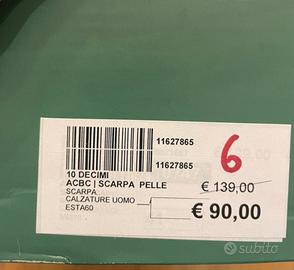 11627865
6
11627865
10 DECIMI
ACBC | SCARPA PELLE
€ 139,00
SCARPA
CALZATURE UOMO
€ 90,00
ESTA60
subito